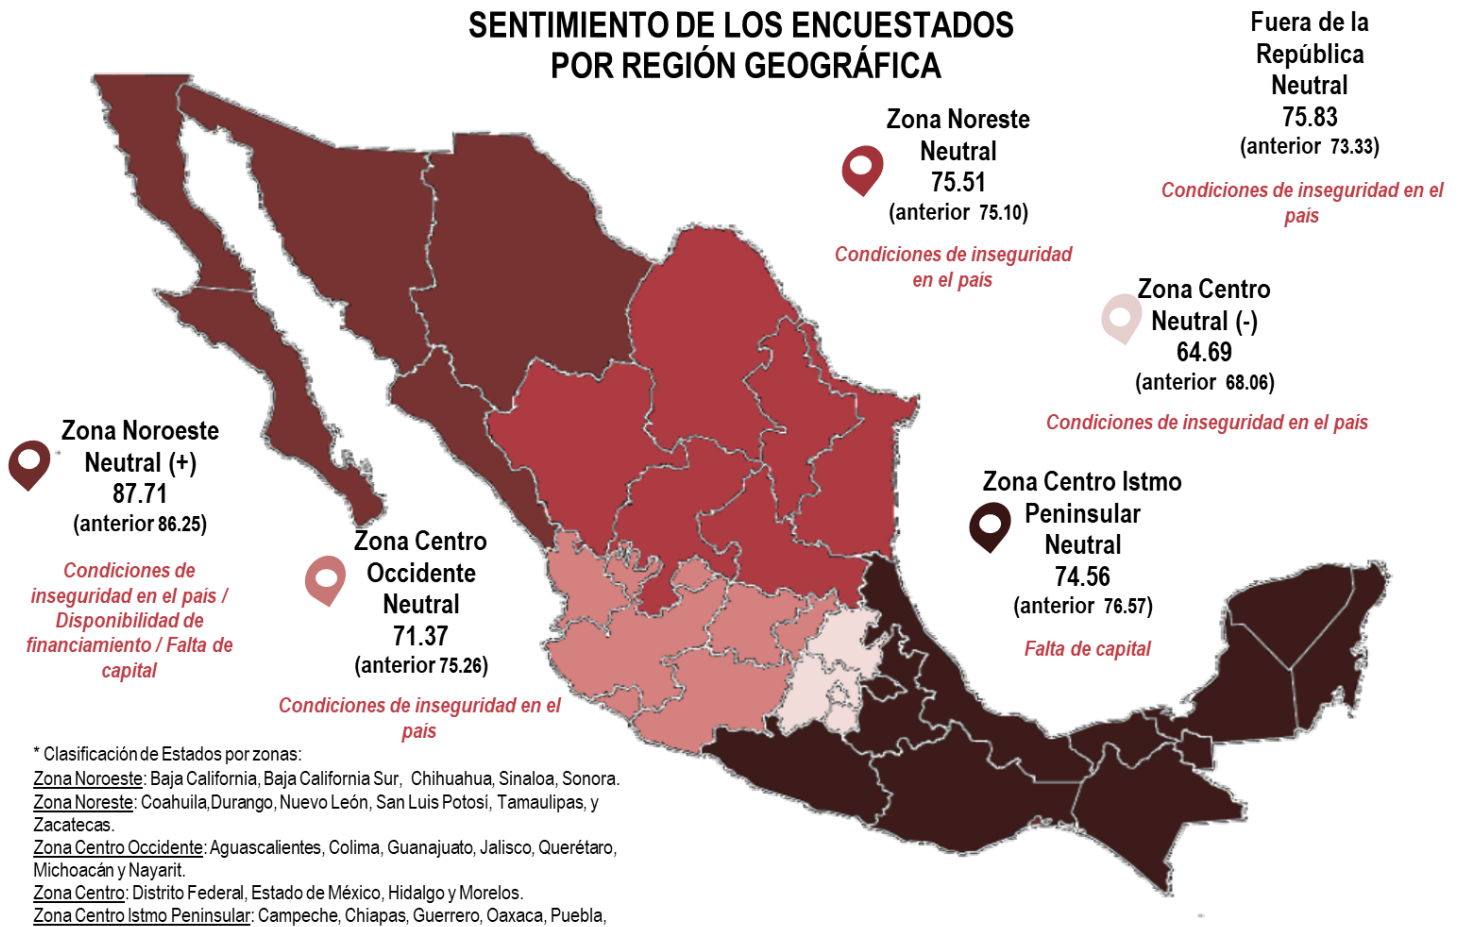 SENTIMIENTO DE LOS ENCUESTADOS
POR REGIÓN GEOGRÁFICA
Fuera de la
República
Neutral
75.83
(anterior 73.33)
Condiciones de inseguridad en el
país
Zona Noreste
Neutral
75.51
(anterior 75.10)
Condiciones de inseguridad
en el país
Zona Centro
Neutral (-)
64.69
(anterior 68.06)
Condiciones de inseguridad en el país
Zona Noroeste
Neutral (+)
87.71
(anterior 86.25)
Condiciones de
inseguridad en el país /
Disponibilidad de
financiamiento / Falta de
capital
Zona Centro
Occidente
Neutral
71.37
(anterior 75.26)
Condiciones de inseguridad en el
país
Zona Centro Istmo
Peninsular
Neutral
74.56
(anterior 76.57)
Falta de capital
* Clasificación de Estados por zonas:
Zona Noroeste: Baja California, Baja California Sur, Chihuahua, Sinaloa, Sonora.
Zona Noreste: Coahuila,Durango, Nuevo León, San Luis Potosí, Tamaulipas, y
Zacatecas.
Zona Centro Occidente: Aguascalientes, Colima, Guanajuato, Jalisco, Querétaro,
Michoacán y Nayarit.
Zona Centro: Distrito Federal, Estado de México, Hidalgo y Morelos.
Zona Centro Istmo Peninsular: Campeche, Chiapas, Guerrero, Oaxaca, Puebla,